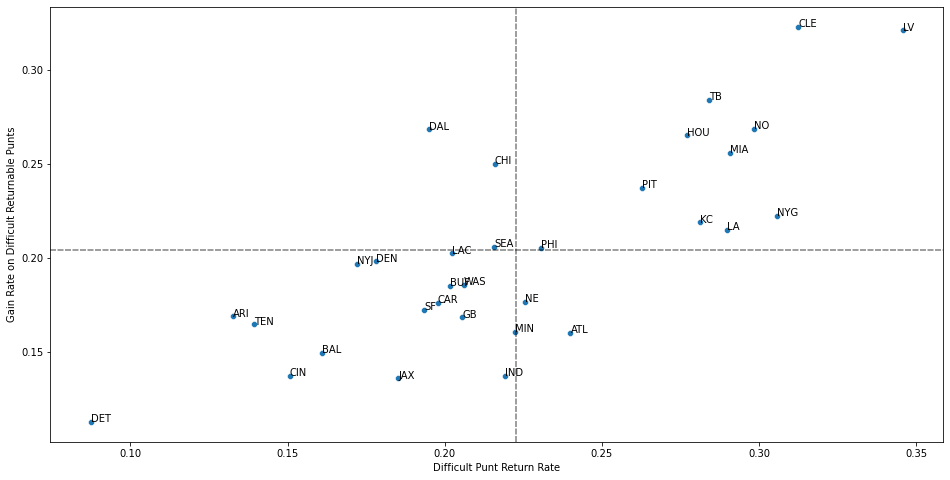 CLE
LV
0.30
TB
DAL
NO
HOU
MIA
0.25
CHI
PIT
NYG
KC
LA
Gain Rate on Difficult Returnable Punts
SEA
PHI
LAC
0.20
NYJ
DEN
BUF
WAS
CAR
NE
SF
GB
ARI
TEN
MIN
ATL
0.15
BAL
CIN
JAX
IND
DET
0.10
0.15
0.20
0.25
0.30
0.35
Difficult Punt Return Rate